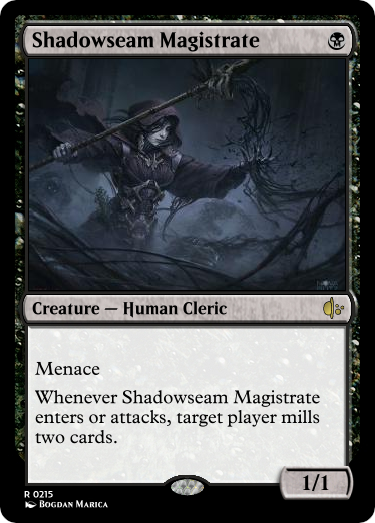 Shadowseam Magistrate
Creature — Human Cleric
Menace
Whenever Shadowseam Magistrate
enters or attacks, target player mills
two cards.
1/1
R 0215
Bogdan Marica